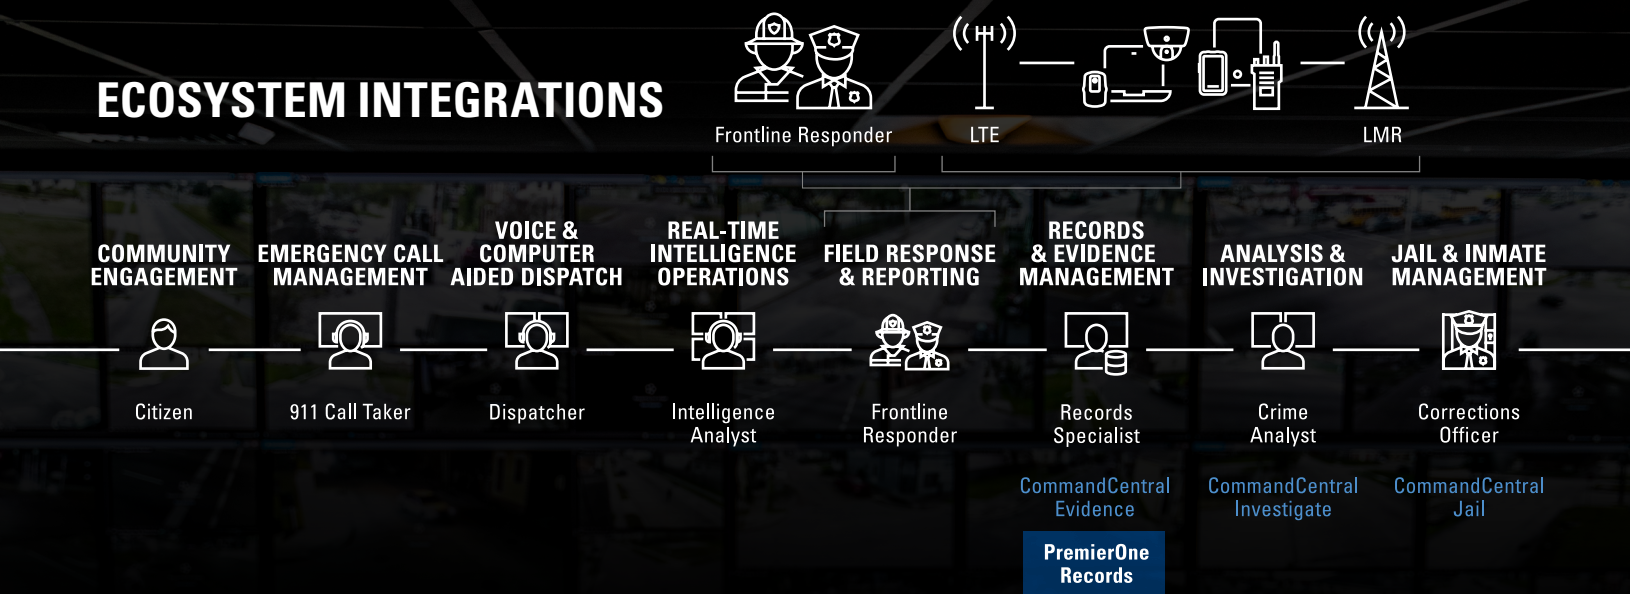 ECOSYSTEM INTEGRATIONS
Frontline Responder
LTE
LMR
COMMUNITY
ENGAGEMENT
EMERGENCY CALL
MANAGEMENT
VOICE &
COMPUTER
AIDED DISPATCH
REAL-TIME
INTELLIGENCE
OPERATIONS
FIELD RESPONSE
& REPORTING
RECORDS
& EVIDENCE
MANAGEMENT
ANALYSIS &
INVESTIGATION
JAIL & INMATE
MANAGEMENT
Citizen
911 Call Taker
Dispatcher
Intelligence
Analyst
Frontline
Responder
Records
Specialist
Crime
Analyst
Corrections
Officer
CommandCentral
Evidence
CommandCentral
Investigate
CommandCentral
Jail
PremierOne
Records